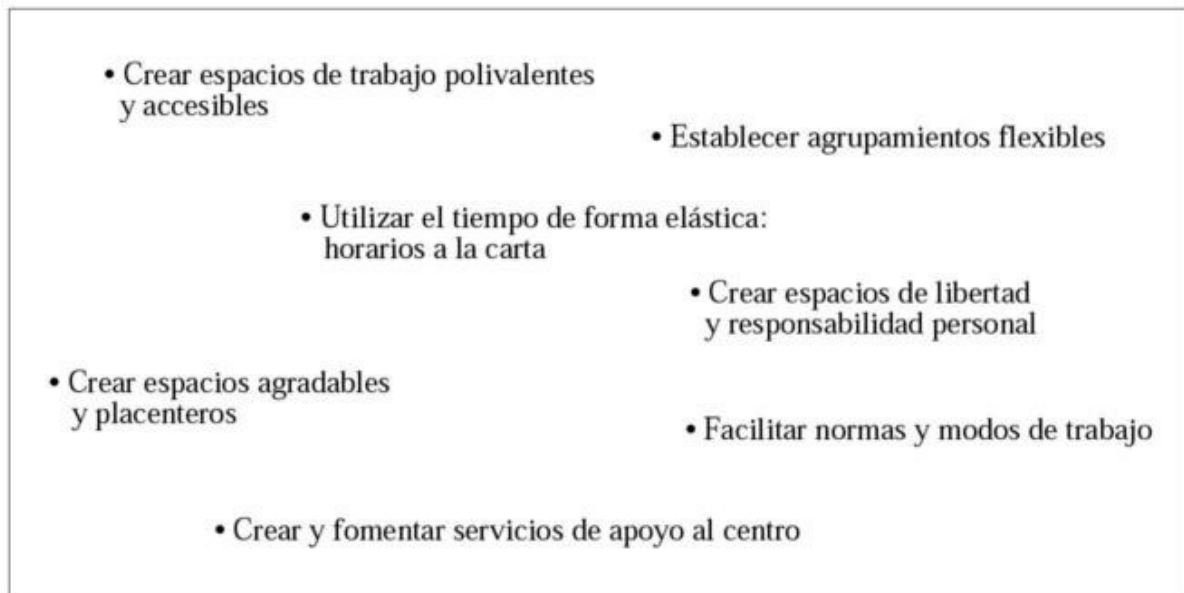 • Crear espacios de trabajo polivalentes
y accesibles
• Establecer agrupamientos flexibles
• Utilizar el tiempo de forma elástica:
horarios a la carta
• Crear espacios de libertad
y responsabilidad personal
• Crear espacios agradables
y placenteros
• Facilitar normas y modos de trabajo
• Crear y fomentar servicios de apoyo al centro